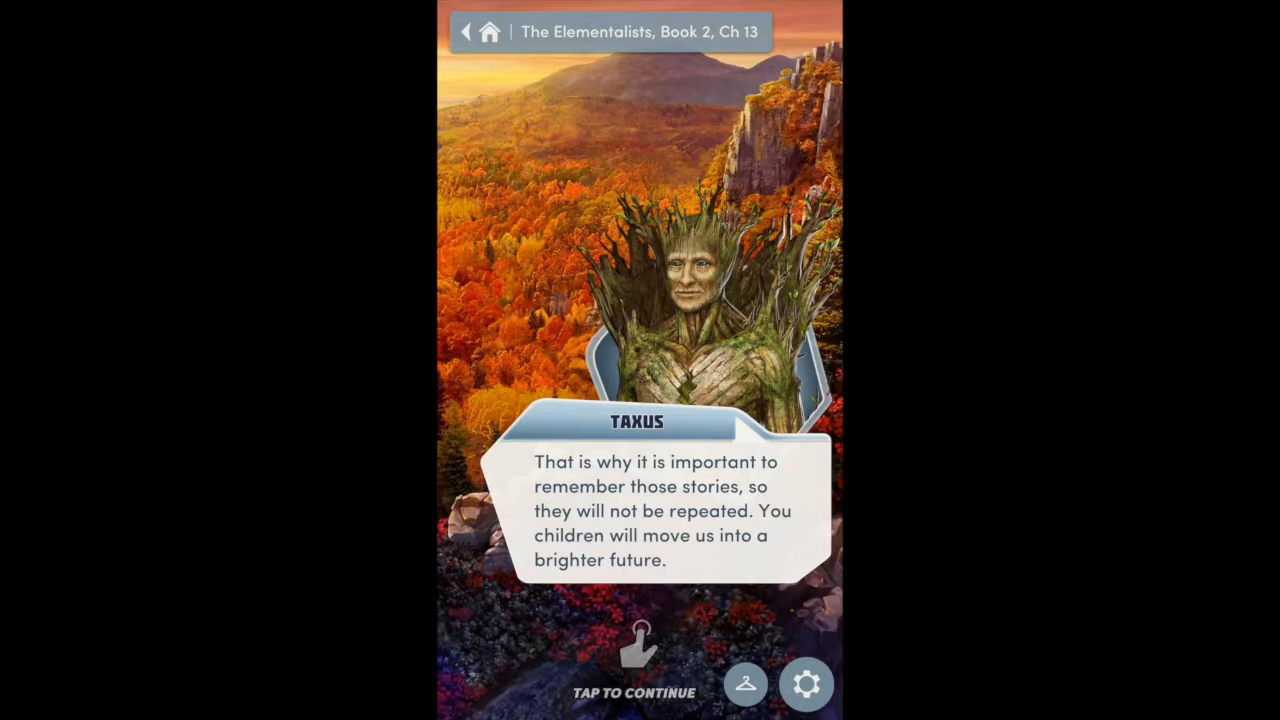 The Elementalists, Book 2, Ch 13
TAXUS
That is why it is important to
remember those stories, so
they will not be repeated. You
children will move us into a
brighter future.
TAP TO CONTINUE